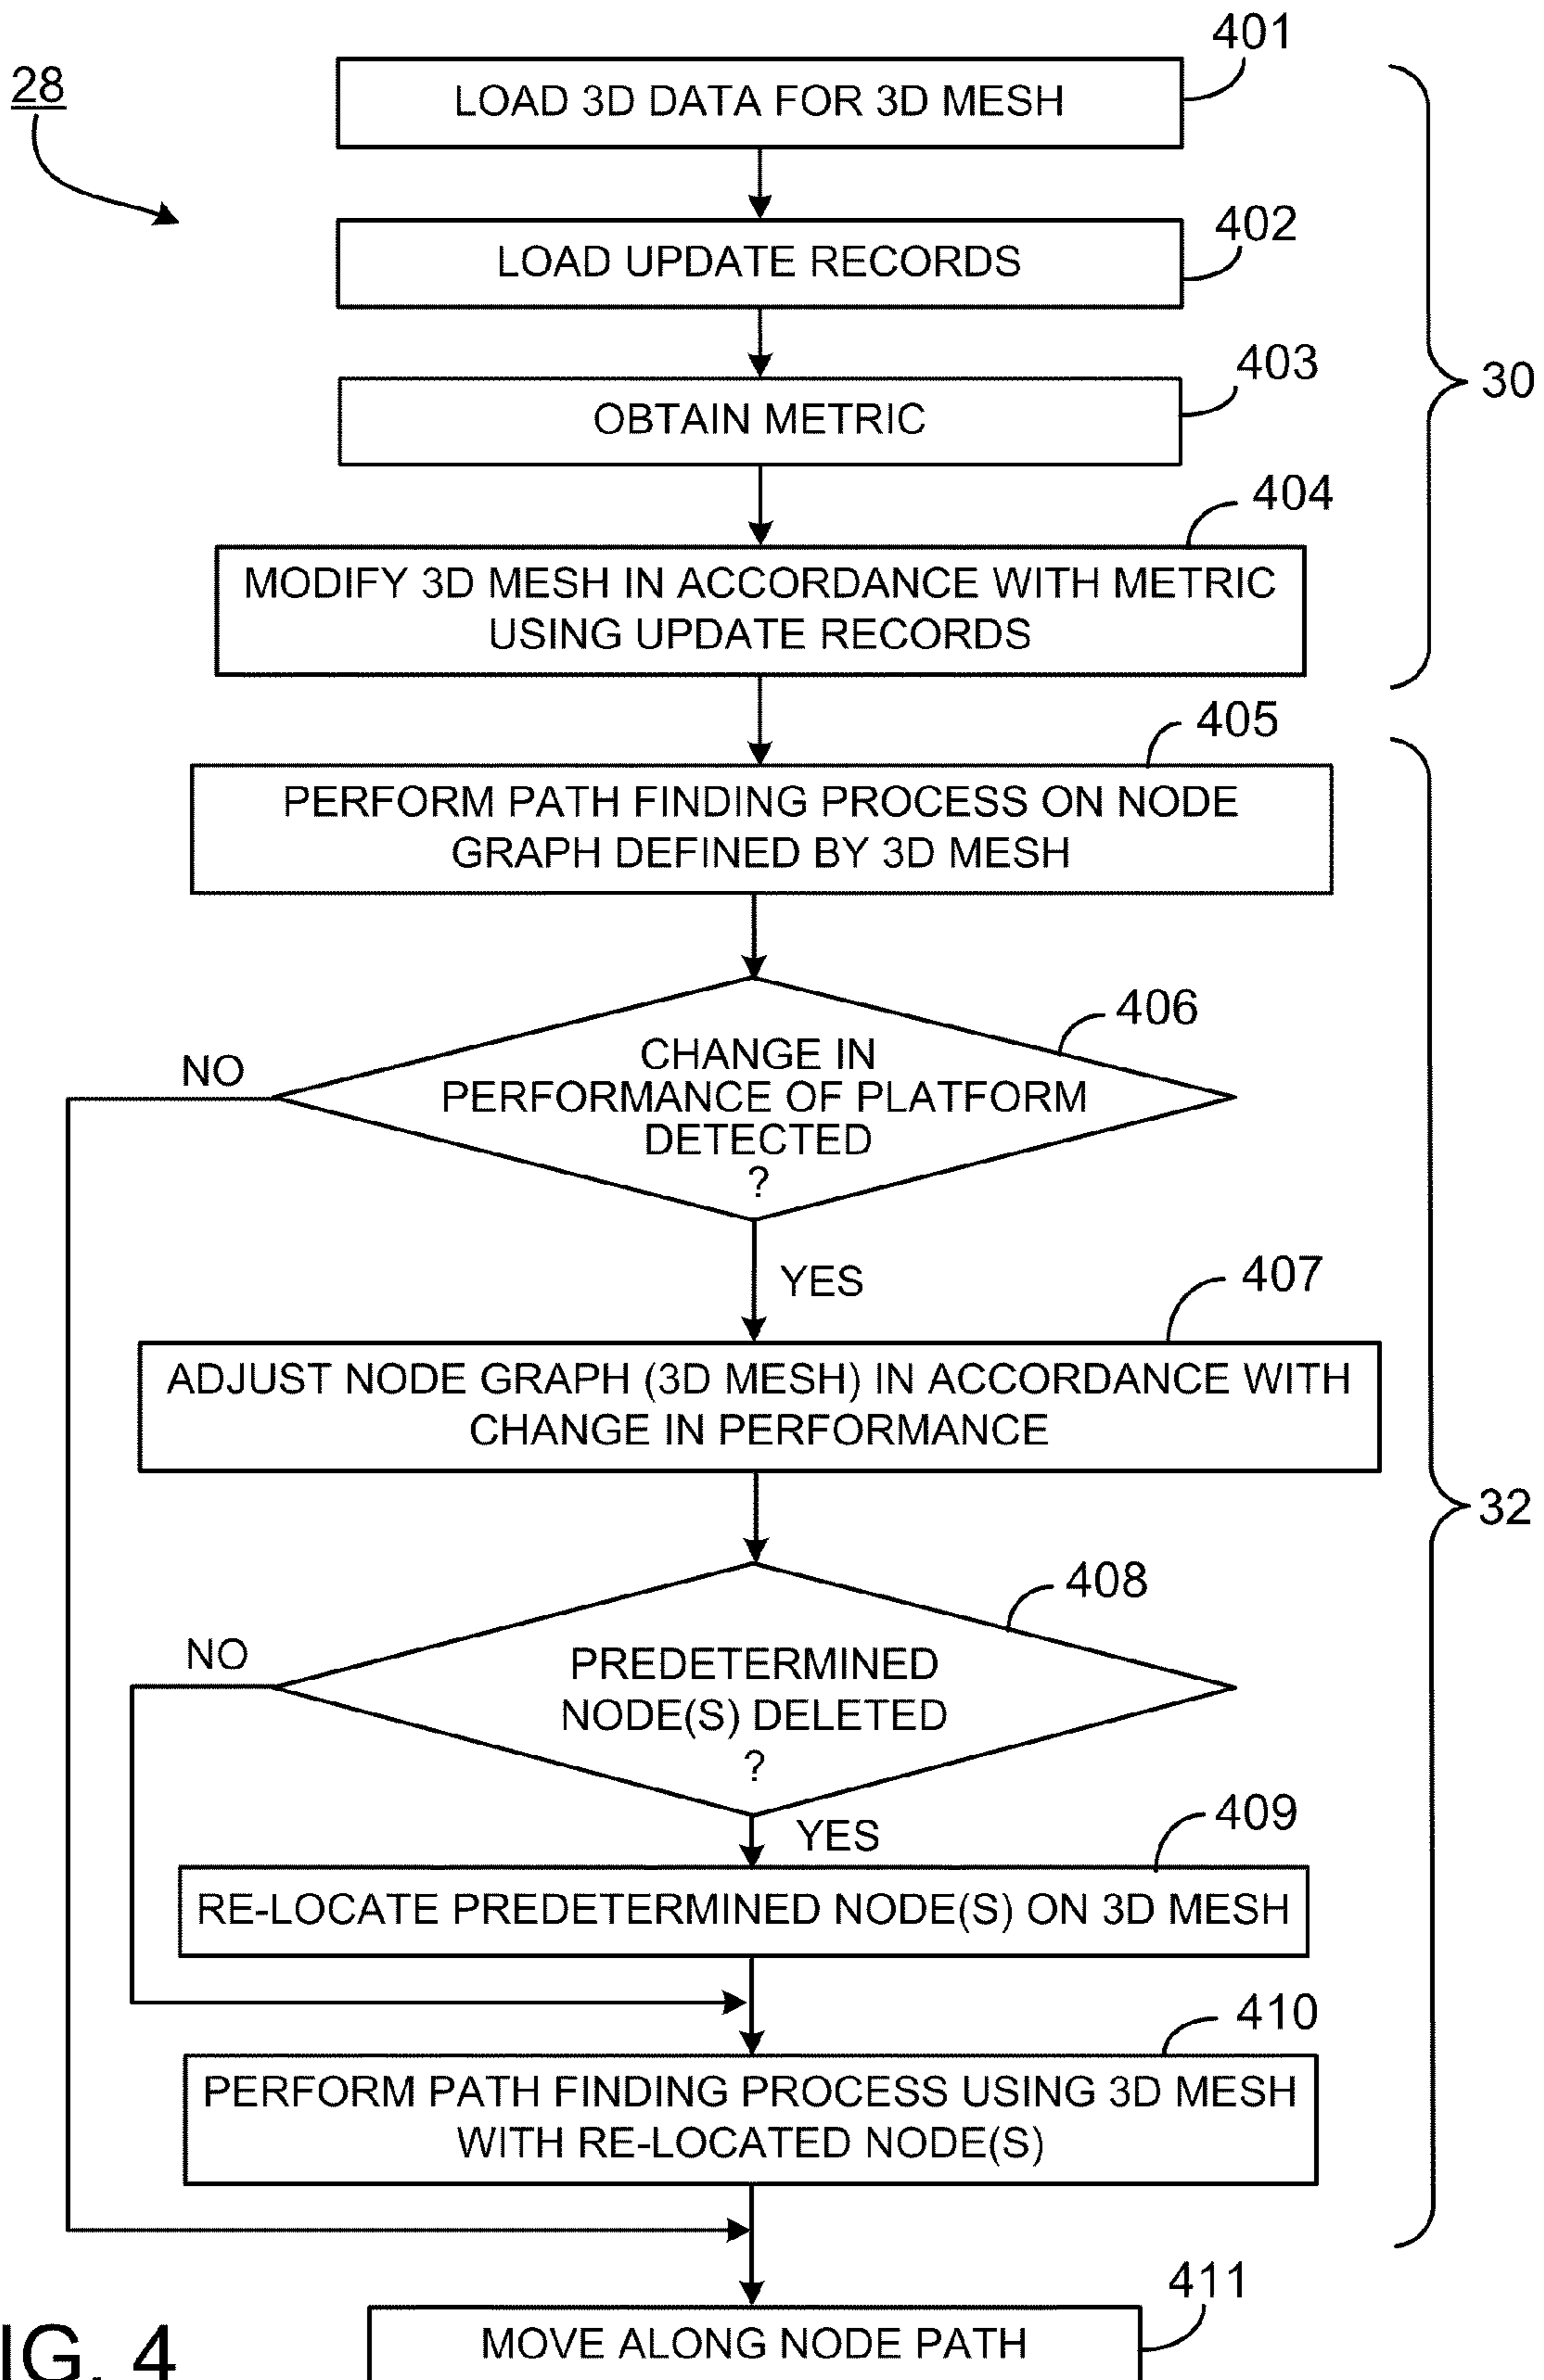 401
28
LOAD 3D DATA FOR 3D MESH
402
LOAD UPDATE RECORDS
403
OBTAIN METRIC
30
404
MODIFY 3D MESH IN ACCORDANCE WITH METRIC
USING UPDATE RECORDS
405
PERFORM PATH FINDING PROCESS ON NODE
GRAPH DEFINED BY 3D MESH
406
NO
CHANGE IN
PERFORMANCE OF PLATFORM
DETECTED
?
YES
407
ADJUST NODE GRAPH (3D MESH) IN ACCORDANCE WITH
CHANGE IN PERFORMANCE
32
408
NO
PREDETERMINED
NODE(S) DELETED
?
YES
409
RE-LOCATE PREDETERMINED NODE(S) ON 3D MESH
410
PERFORM PATH FINDING PROCESS USING 3D MESH
WITH RE-LOCATED NODE(S)
411
MOVE ALONG NODE PATH
IG. 4